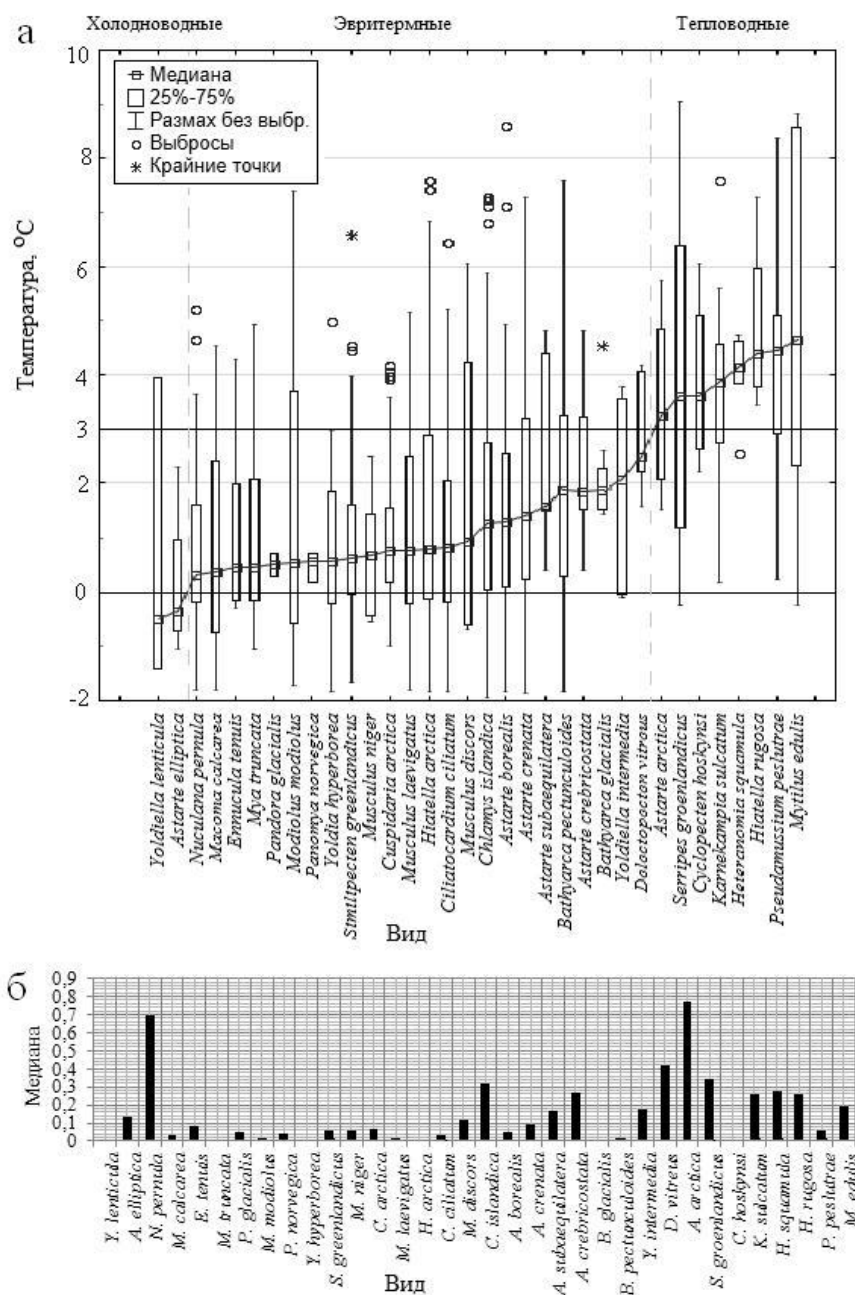 а
Холодноводные Эвритермные Тепловодные
Медиана
25%-75%
Размах без выбр.
Выбросы
Крайние точки
Температура, °C
10
8
6
4
3
2
0
-2
Yoldiella lenticula
Astarte elliptica
Nuculana pernula
Macoma calcarea
Ennucula tenuis
Mya truncata
Pandora glacialis
Modiolus modiolus
Panomya norvegica
Yoldia hyperborea
Similipecten greenlandicus
Musculus niger
Cuspidaria arctica
Musculus laevigatus
Hiatella arctica
Ciliatocardium ciliatum
Musculus discors
Chlamys islandica
Astarte borealis
Astarte crenata
Astarte subaequilatera
Bathyarca pectunculoides
Astarte crebricostata
Bathyarca glacialis
Yoldiella intermedia
Delectopecten vitreus
Astarte arctica
Serripes groenlandicus
Cyclopecten hoskynsi
Karnekampia sulcatum
Heteranomia squamula
Hiatella rugosa
Pseudamussium peslutrae
Mytilus edulis
Вид
б
Медиана
0,9
0,8
0,7
0,6
0,5
0,4
0,3
0,2
0,1
0
Y. lenticula
A. elliptica
N. pernula
M. calcarea
E. tenuis
M. truncata
P. glacialis
M. modiolus
P. norvegica
Y. hyperborea
S. greenlandicus
M. niger
C. arctica
M. laevigatus
H. arctica
C. ciliatum
M. discors
C. islandica
A. borealis
A. crenata
A. subaequilatera
A. crebricostata
B. glacialis
B. pectunculoides
Y. intermedia
D. vitreus
A. arctica
S. groenlandicus
C. hoskynsi
K. sulcatum
H. squamula
H. rugosa
P. peslutrae
M. edulis
Вид